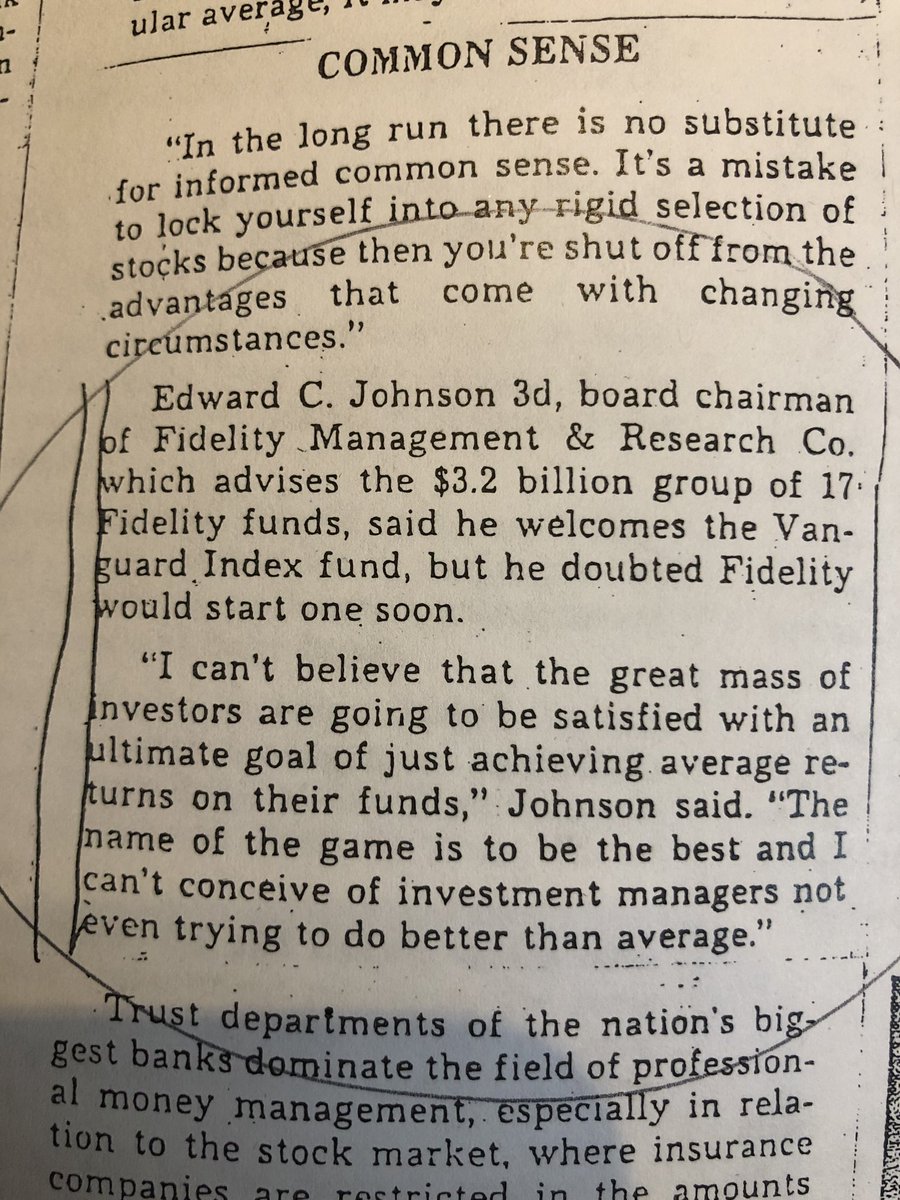 ular average, it may
COMMON SENSE
“In the long run there is no substitute
for informed common sense. It’s a mistake
to lock yourself into any rigid selection of
stocks because then you’re shut off from the
advantages that come with changing
circumstances.”
Edward C. Johnson 3d, board chairman
of Fidelity Management & Research Co.
which advises the $3.2 billion group of 17
Fidelity funds, said he welcomes the Van-
guard Index fund, but he doubted Fidelity
would start one soon.
“I can't believe that the great mass of
investors are going to be satisfied with an
ultimate goal of just achieving average re-
turns on their funds,” Johnson said. “The
name of the game is to be the best and I
can't conceive of investment managers not
even trying to do better than average.”
Trust departments of the nation's big-
gest banks dominate the field of profession-
al money management, especially in rela-
tion to the stock market, where insurance
companies are restricted in the amounts